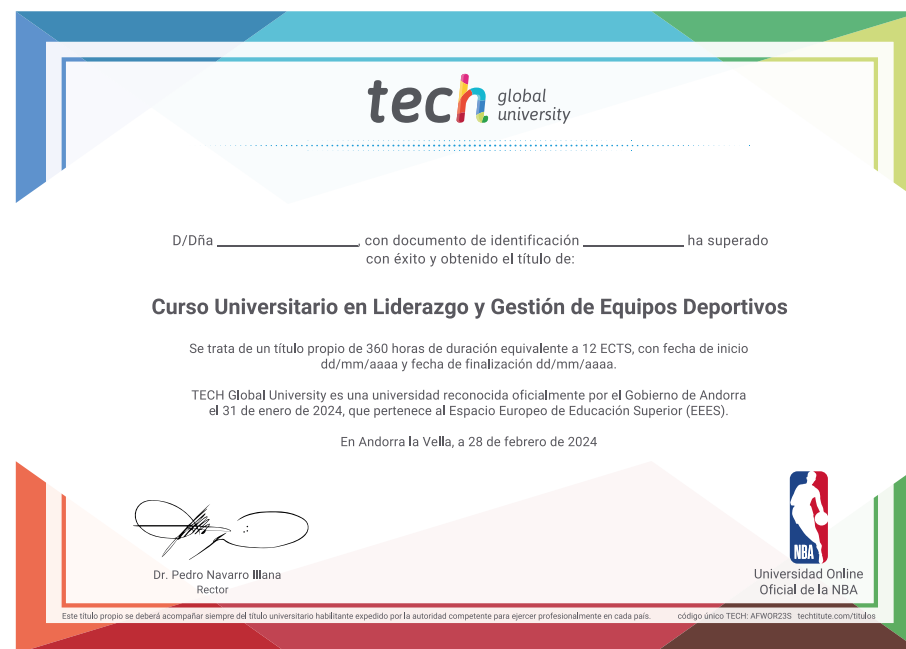 tech global university
D/Dña ____________________, con documento de identificación ______________ ha superado
con éxito y obtenido el título de:
Curso Universitario en Liderazgo y Gestión de Equipos Deportivos
Se trata de un título propio de 360 horas de duración equivalente a 12 ECTS, con fecha de inicio
dd/mm/aaaa y fecha de finalización dd/mm/aaaa.
TECH Global University es una universidad reconocida oficialmente por el Gobierno de Andorra
el 31 de enero de 2024, que pertenece al Espacio Europeo de Educación Superior (EEES).
En Andorra la Vella, a 28 de febrero de 2024
Dr. Pedro Navarro Illana
Rector
NBA
Universidad Online
Oficial de la NBA
Este título propio se deberá acompañar siempre del título universitario habilitante expedido por la autoridad competente para ejercer profesionalmente en cada país. código único TECH: AFWOR23S techtitute.com/titulos